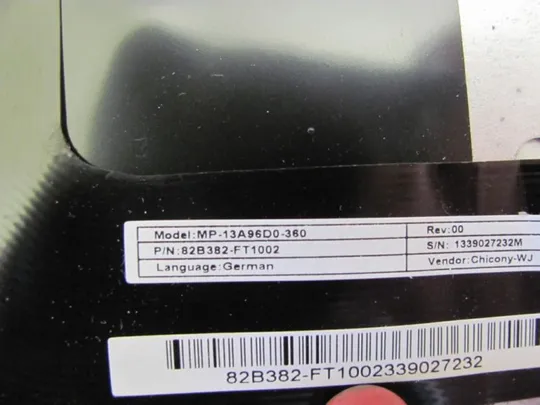 Model:MP-13A96D0-360 Rev:00
P/N:82B382-FT1002 S/N: 1339027232M
Language:German Vendor:Chicony-WJ
82B382-FT1002339027232